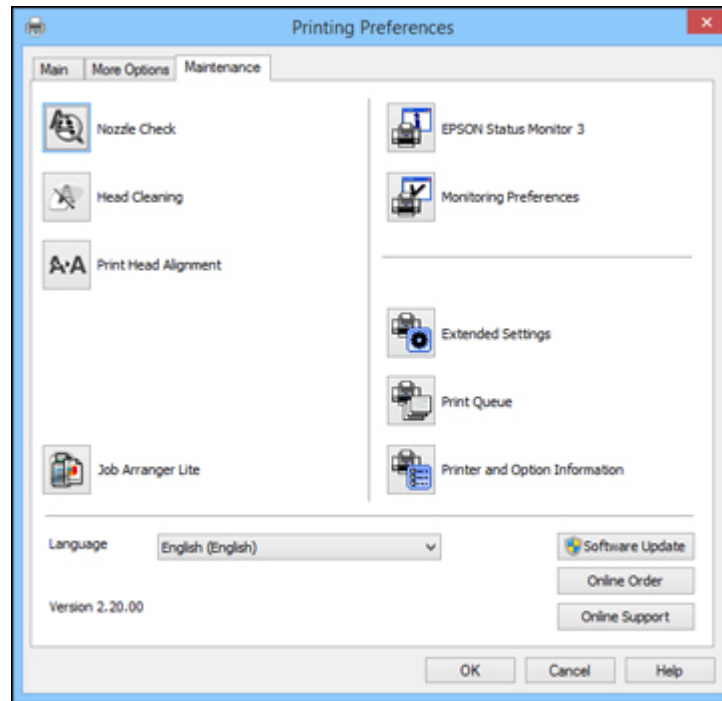 Printing Preferences
Main
More Options
Maintenance
Nozzle Check
Head Cleaning
A·A Print Head Alignment
Job Arranger Lite
EPSON Status Monitor 3
Monitoring Preferences
Extended Settings
Print Queue
Printer and Option Information
Language
English (English)
Software Update
Online Order
Version 2.20.00
Online Support
OK
Cancel
Help